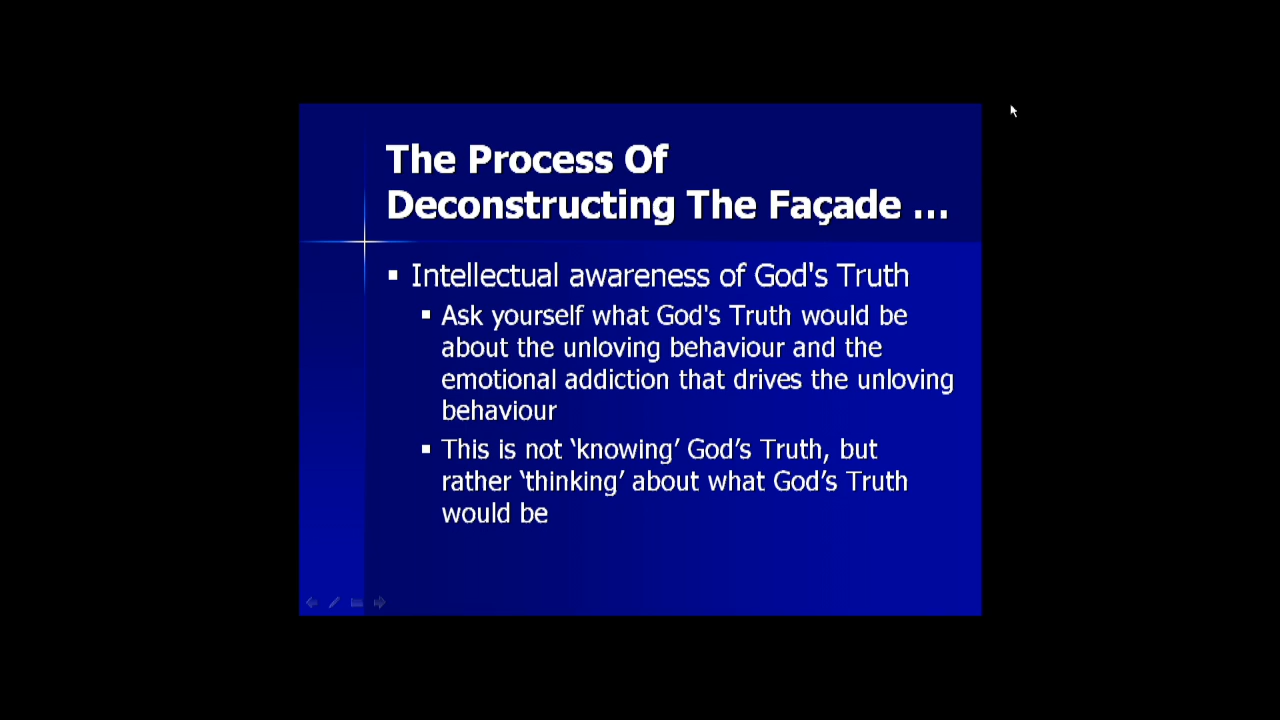 The Process Of
Deconstructing The Façade ...
Intellectual awareness of God's Truth
Ask yourself what God's Truth would be
about the unloving behaviour and the
emotional addiction that drives the unloving
behaviour
This is not ‘knowing’ God’s Truth, but
rather ‘thinking’ about what God’s Truth
would be